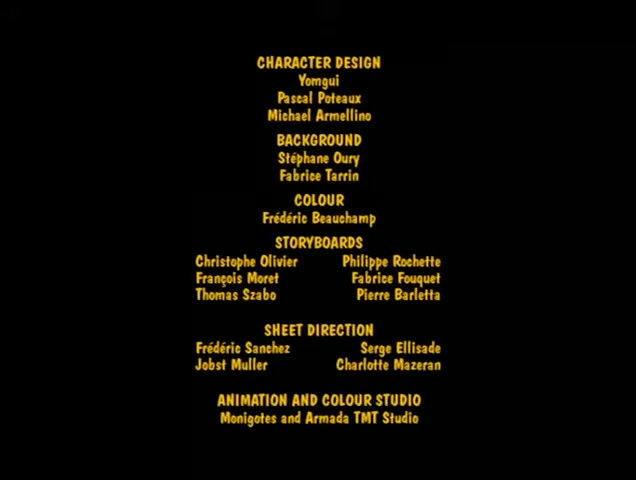 CHARACTER DESIGN
Yomgui
Pascal Poteaux
Michael Armellino
BACKGROUND
Stéphane Oury
Fabrice Tarrin
COLOUR
Frédéric Beauchamp
STORYBOARDS
Christophe Olivier Philippe Rochette
François Moret Fabrice Fouquet
Thomas Szabo Pierre Barletta
SHEET DIRECTION
Frédéric Sanchez Serge Ellisade
Jobst Muller Charlotte Mazeran
ANIMATION AND COLOUR STUDIO
Monigotes and Armada TMT Studio